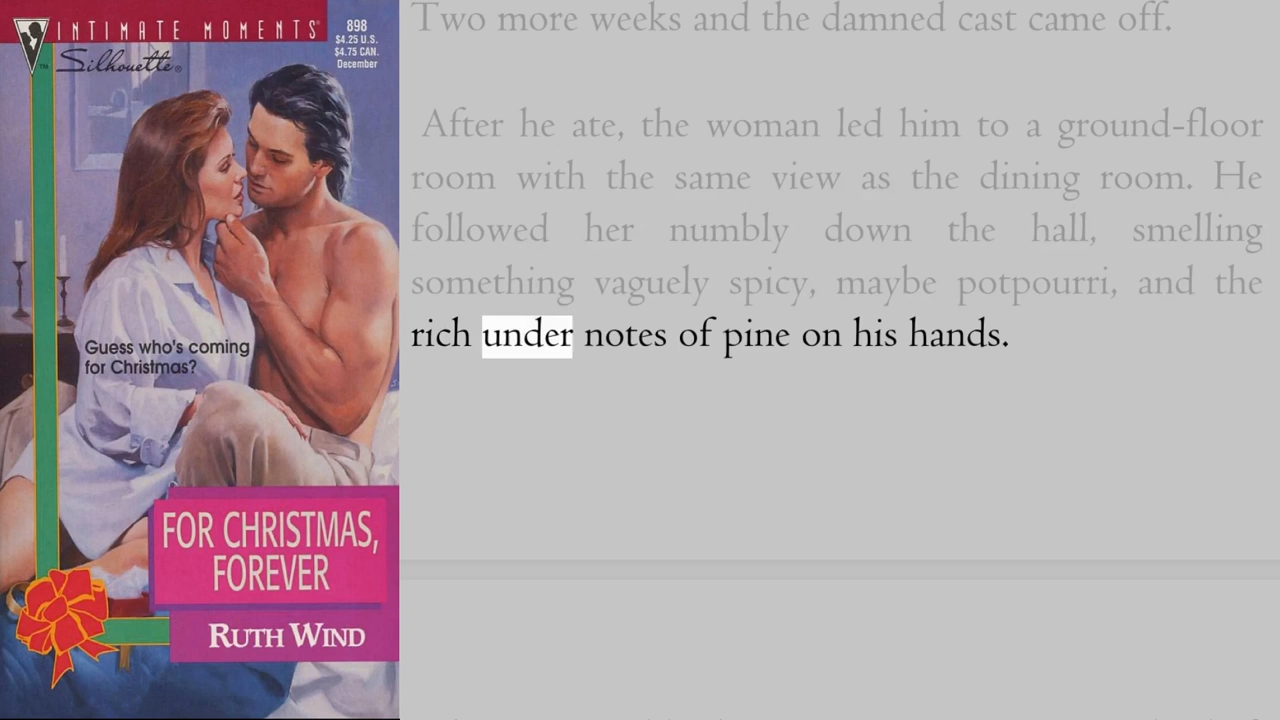 INTIMATE MOMENTS®
Silhouette®
TM
898
$4.25 U.S.
$4.75 CAN.
December
Guess who's coming
for Christmas?
FOR CHRISTMAS,
FOREVER
RUTH WIND
Two more weeks and the damned cast came off.
After he ate, the woman led him to a ground-floor
room with the same view as the dining room. He
followed her numbly down the hall, smelling
something vaguely spicy, maybe potpourri, and the
rich under notes of pine on his hands.